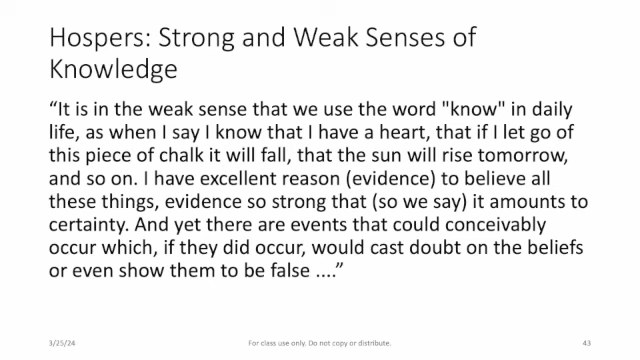 Hospers: Strong and Weak Senses of
Knowledge
“It is in the weak sense that we use the word "know" in daily
life, as when I say I know that I have a heart, that if I let go of
this piece of chalk it will fall, that the sun will rise tomorrow,
and so on. I have excellent reason (evidence) to believe all
these things, evidence so strong that (so we say) it amounts to
certainty. And yet there are events that could conceivably
occur which, if they did occur, would cast doubt on the beliefs
or even show them to be false ....”
3/25/24
For class use only. Do not copy or distribute.
43